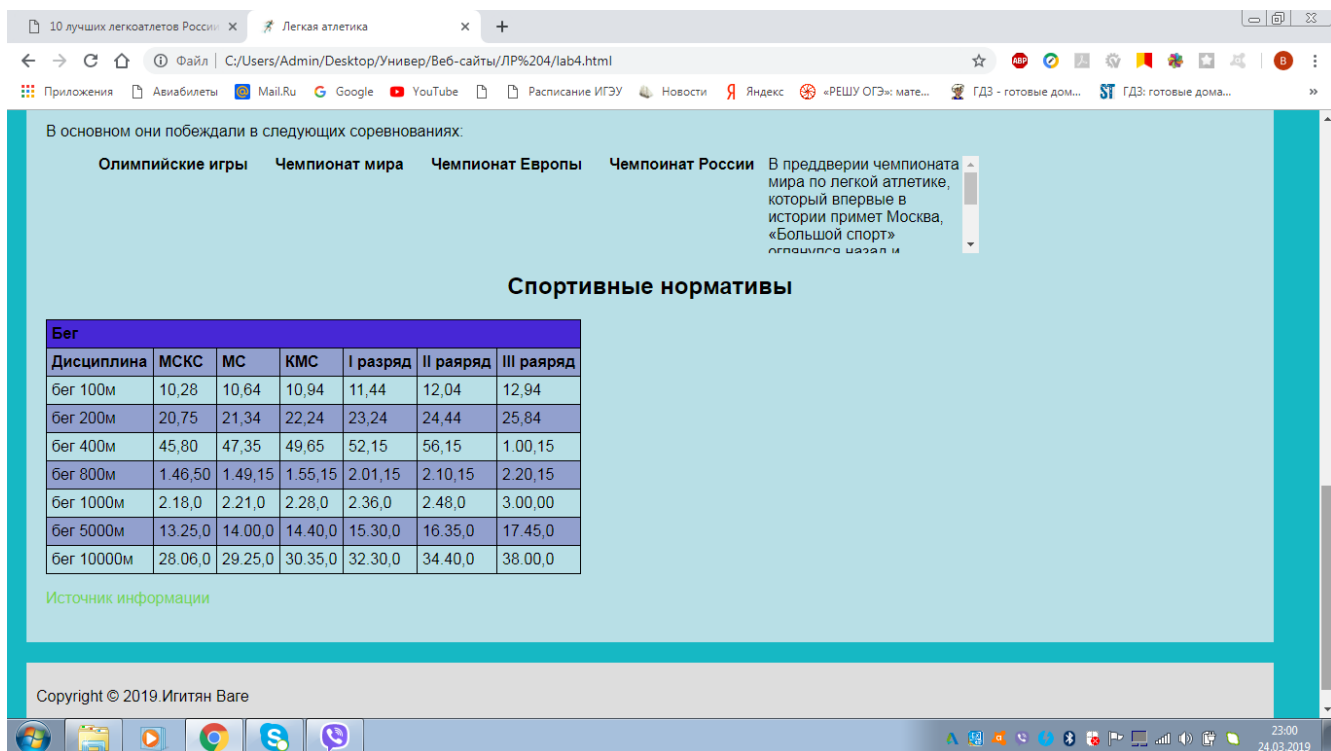 10 лучших легкоатлетов России
Легкая атлетика
Файл C:/Users/Admin/Desktop/Универ/Веб-сайты/ЛР%204/lab4.html
ABP
B
Приложения Авиабилеты Mail.Ru Google YouTube Расписание ИГЭУ Новости Яндекс «РЕШУ ОГЭ»: мате... ГДЗ - готовые дом... ГДЗ: готовые дома... »
В основном они побеждали в следующих соревнованиях:
Олимпийские игры Чемпионат мира Чемпионат Европы Чемпоинат России
В преддверии чемпионата
мира по легкой атлетике,
который впервые в
истории примет Москва,
«Большой спорт»
оглянулся назад и
Спортивные нормативы
Бег
Дисциплина МСКС МС КМС I разряд II раяряд III раяряд
бег 100м 10,28 10,64 10,94 11,44 12,04 12,94
бег 200м 20,75 21,34 22,24 23,24 24,44 25,84
бег 400м 45,80 47,35 49,65 52,15 56,15 1.00,15
бег 800м 1.46,50 1.49,15 1.55,15 2.01,15 2.10,15 2.20,15
бег 1000м 2.18,0 2.21,0 2.28,0 2.36,0 2.48,0 3.00,00
бег 5000м 13.25,0 14.00,0 14.40,0 15.30,0 16.35,0 17.45,0
бег 10000м 28.06,0 29.25,0 30.35,0 32.30,0 34.40,0 38.00,0
Источник информации
Copyright © 2019.Игитян Ваге
23:00
24.03.2019